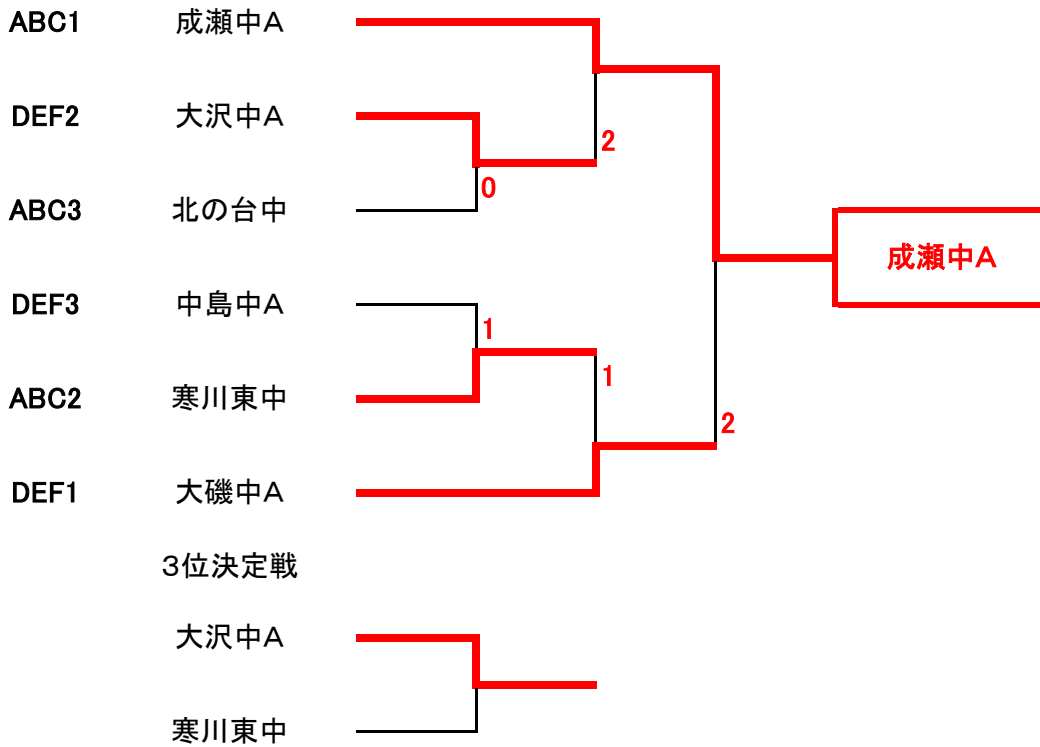 ABC1 成瀬中A
DEF2 大沢中A
2
0
ABC3 北の台中
成瀬中A
DEF3 中島中A
1
1
ABC2 寒川東中
2
DEF1 大磯中A
3位決定戦
大沢中A
寒川東中